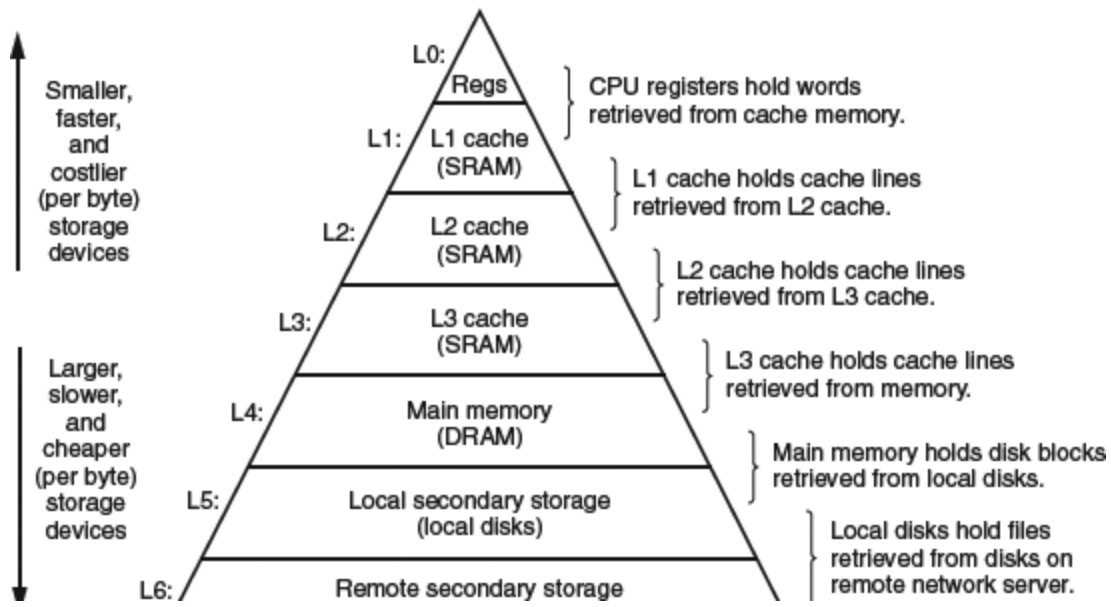 L0:
Regs
CPU registers hold words
retrieved from cache memory.
Smaller,
faster,
and
costlier
(per byte)
storage
devices
L1:
L1 cache
(SRAM)
L1 cache holds cache lines
retrieved from L2 cache.
L2:
L2 cache
(SRAM)
L2 cache holds cache lines
retrieved from L3 cache.
L3:
L3 cache
(SRAM)
L3 cache holds cache lines
retrieved from memory.
Larger,
slower,
and
cheaper
(per byte)
storage
devices
L4:
Main memory
(DRAM)
Main memory holds disk blocks
retrieved from local disks.
L5:
Local secondary storage
(local disks)
Local disks hold files
retrieved from disks on
remote network server.
L6:
Remote secondary storage